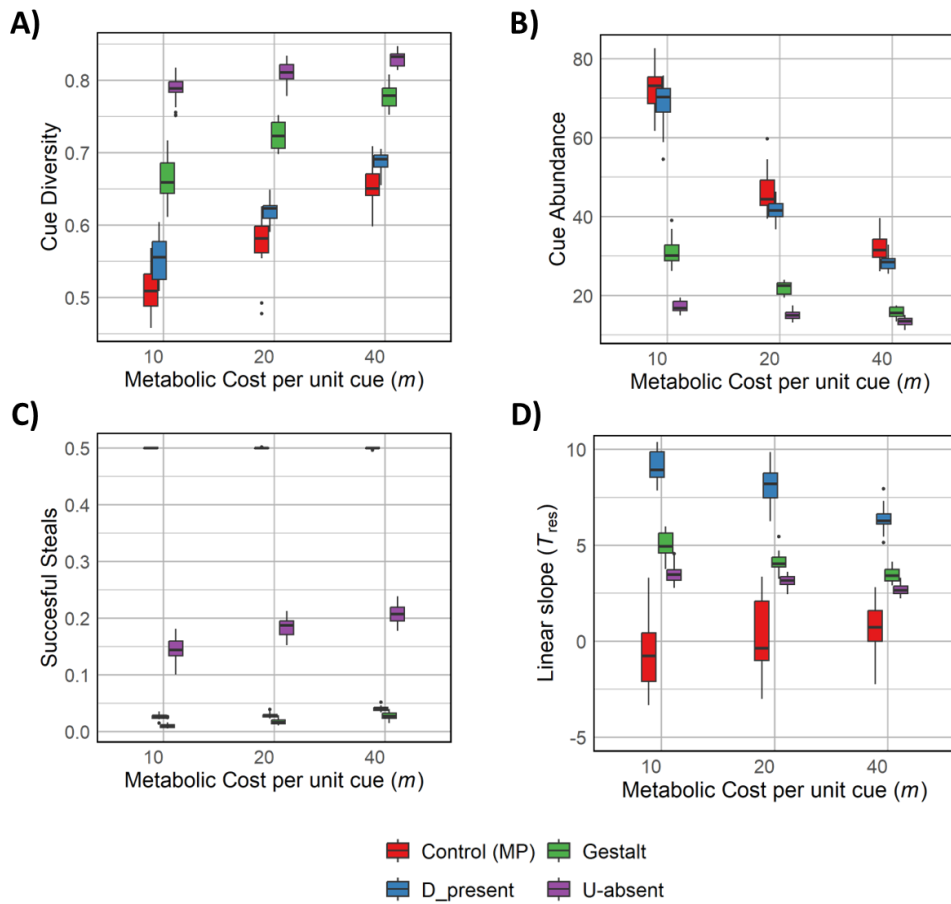 A)
Cue Diversity
0.8
0.7
0.6
0.5
10 20 40
Metabolic Cost per unit cue (m)
B)
Cue Abundance
80
60
40
20
10 20 40
Metabolic Cost per unit cue (m)
C)
Succesful Steals
0.5
0.4
0.3
0.2
0.1
0.0
10 20 40
Metabolic Cost per unit cue (m)
D)
Linear slope (Tres)
10
5
0
-5
10 20 40
Metabolic Cost per unit cue (m)
Control (MP) Gestalt
D_present U-absent